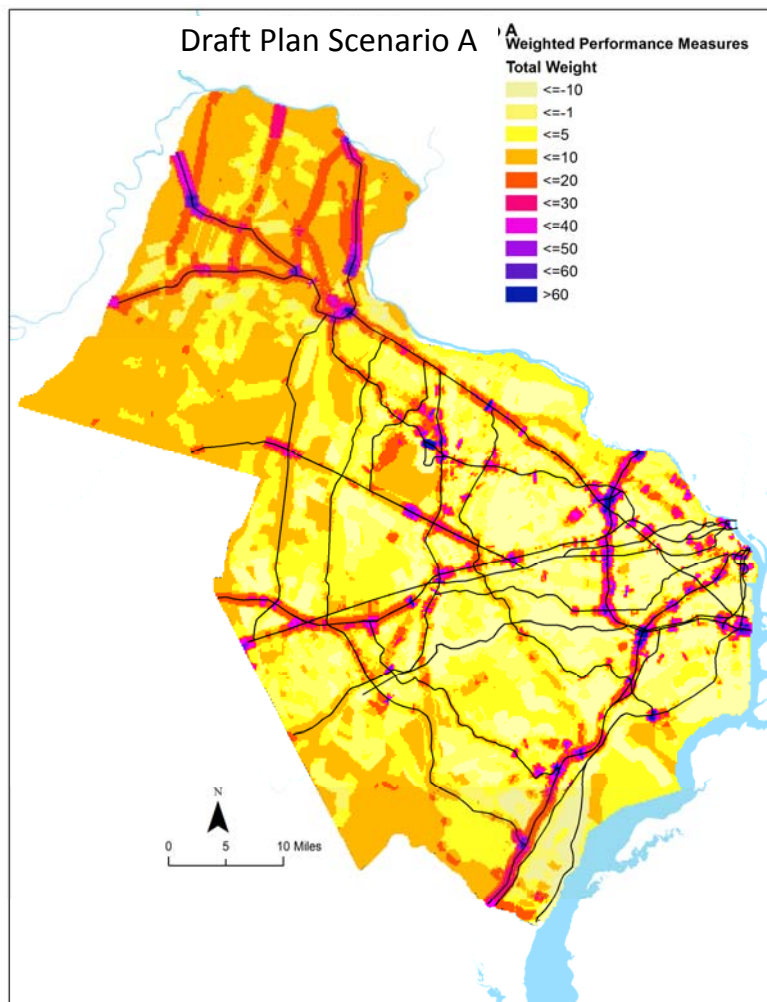 Draft Plan Scenario A
A
Weighted Performance Measures
Total Weight
<=-10
<=-1
<=5
<=10
<=20
<=30
<=40
<=50
<=60
>60
N
0 5 10 Miles